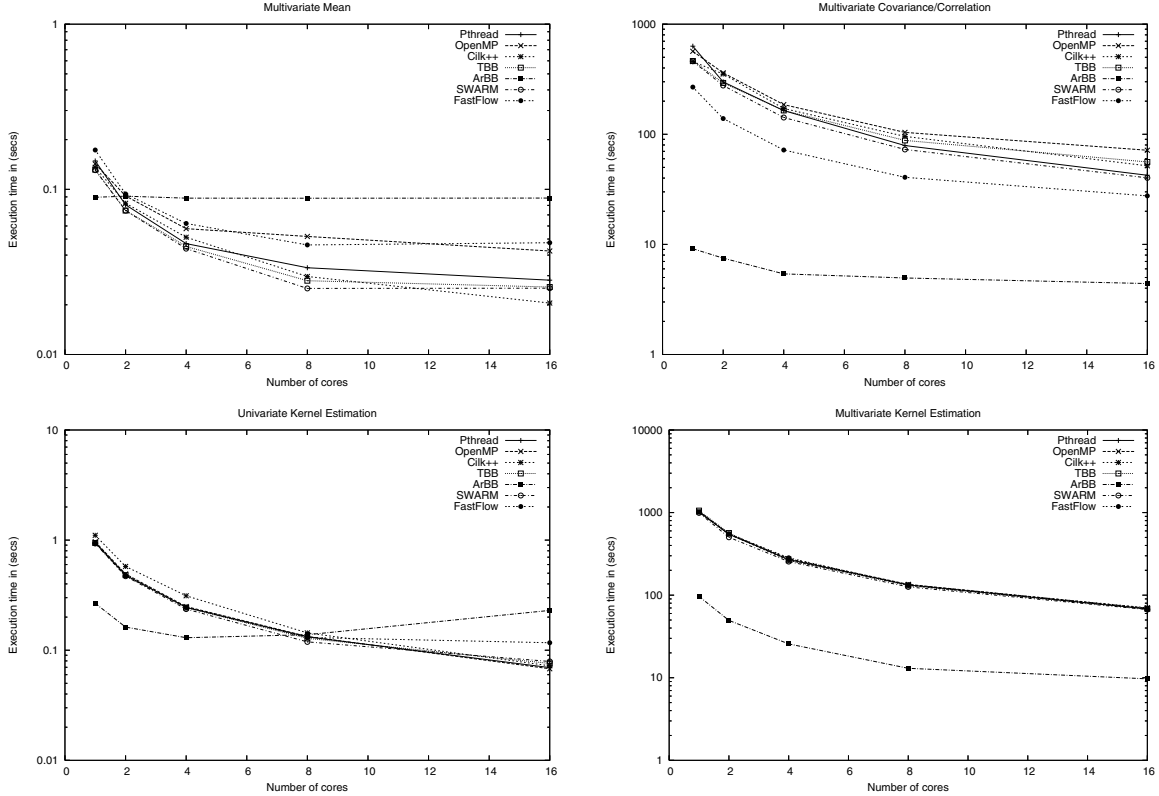 Multivariate Mean
1
0.1
0.01
Execution time in (secs)
0 2 4 6 8 10 12 14 16
Number of cores
Pthread
OpenMP
Cilk++
TBB
ArBB
SWARM
FastFlow
Multivariate Covariance/Correlation
1000
100
10
1
Execution time in (secs)
0 2 4 6 8 10 12 14 16
Number of cores
Pthread
OpenMP
Cilk++
TBB
ArBB
SWARM
FastFlow
Univariate Kernel Estimation
10
1
0.1
0.01
Execution time in (secs)
0 2 4 6 8 10 12 14 16
Number of cores
Pthread
OpenMP
Cilk++
TBB
ArBB
SWARM
FastFlow
Multivariate Kernel Estimation
10000
1000
100
10
1
Execution time in (secs)
0 2 4 6 8 10 12 14 16
Number of cores
Pthread
OpenMP
Cilk++
TBB
ArBB
SWARM
FastFlow